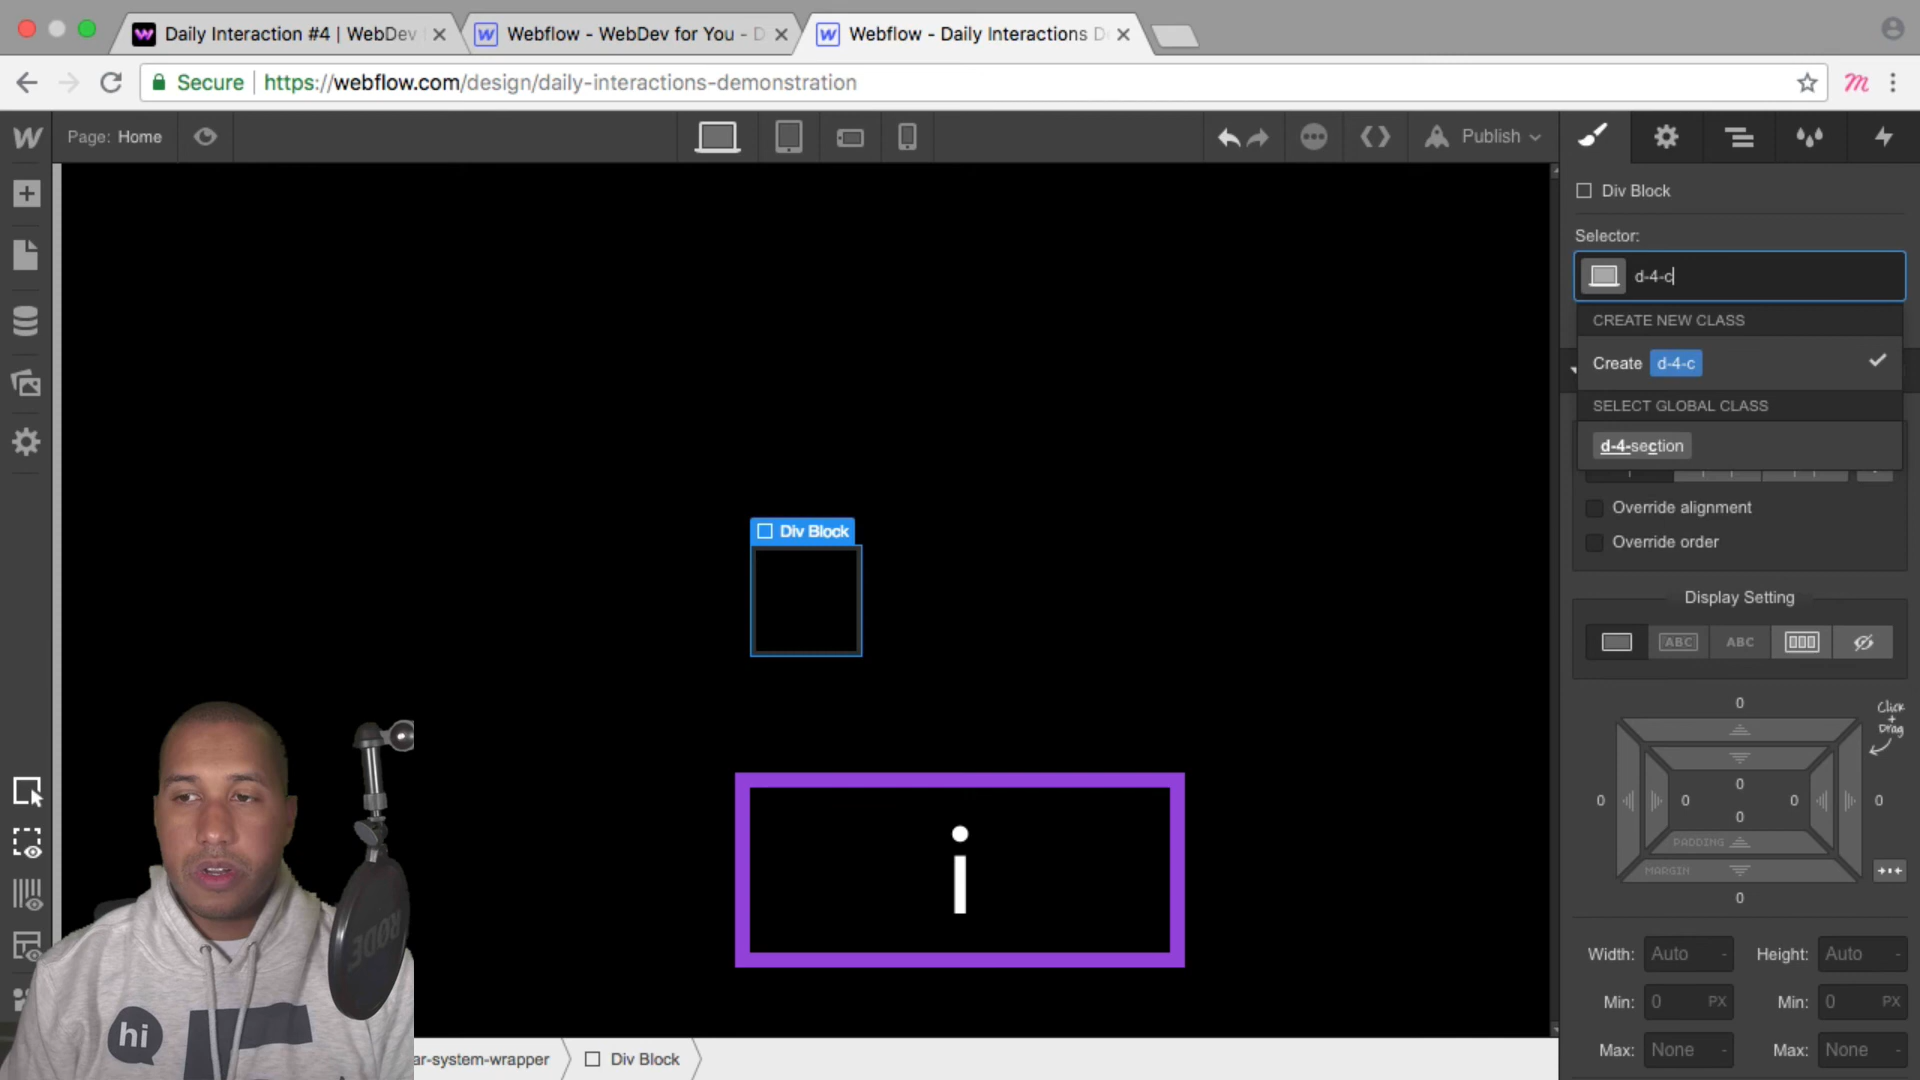 Daily Interaction #4 | WebDev
Webflow - WebDev for You - D
Webflow - Daily Interactions D
Secure
https://webflow.com/design/daily-interactions-demonstration
Page: Home
Publish
Div Block
Selector:
d-4-c
CREATE NEW CLASS
Create d-4-c
SELECT GLOBAL CLASS
d-4-section
Override alignment
Override order
Display Setting
ABC
ABC
Div Block
0
Click
+
Drag
0
0
0
0
0
0
PADDING
MARGIN
0
Width: Auto -
Height: Auto -
Min: 0 PX
Min: 0 PX
Max: None -
Max: None -
i
RODE
hi
ar-system-wrapper
Div Block